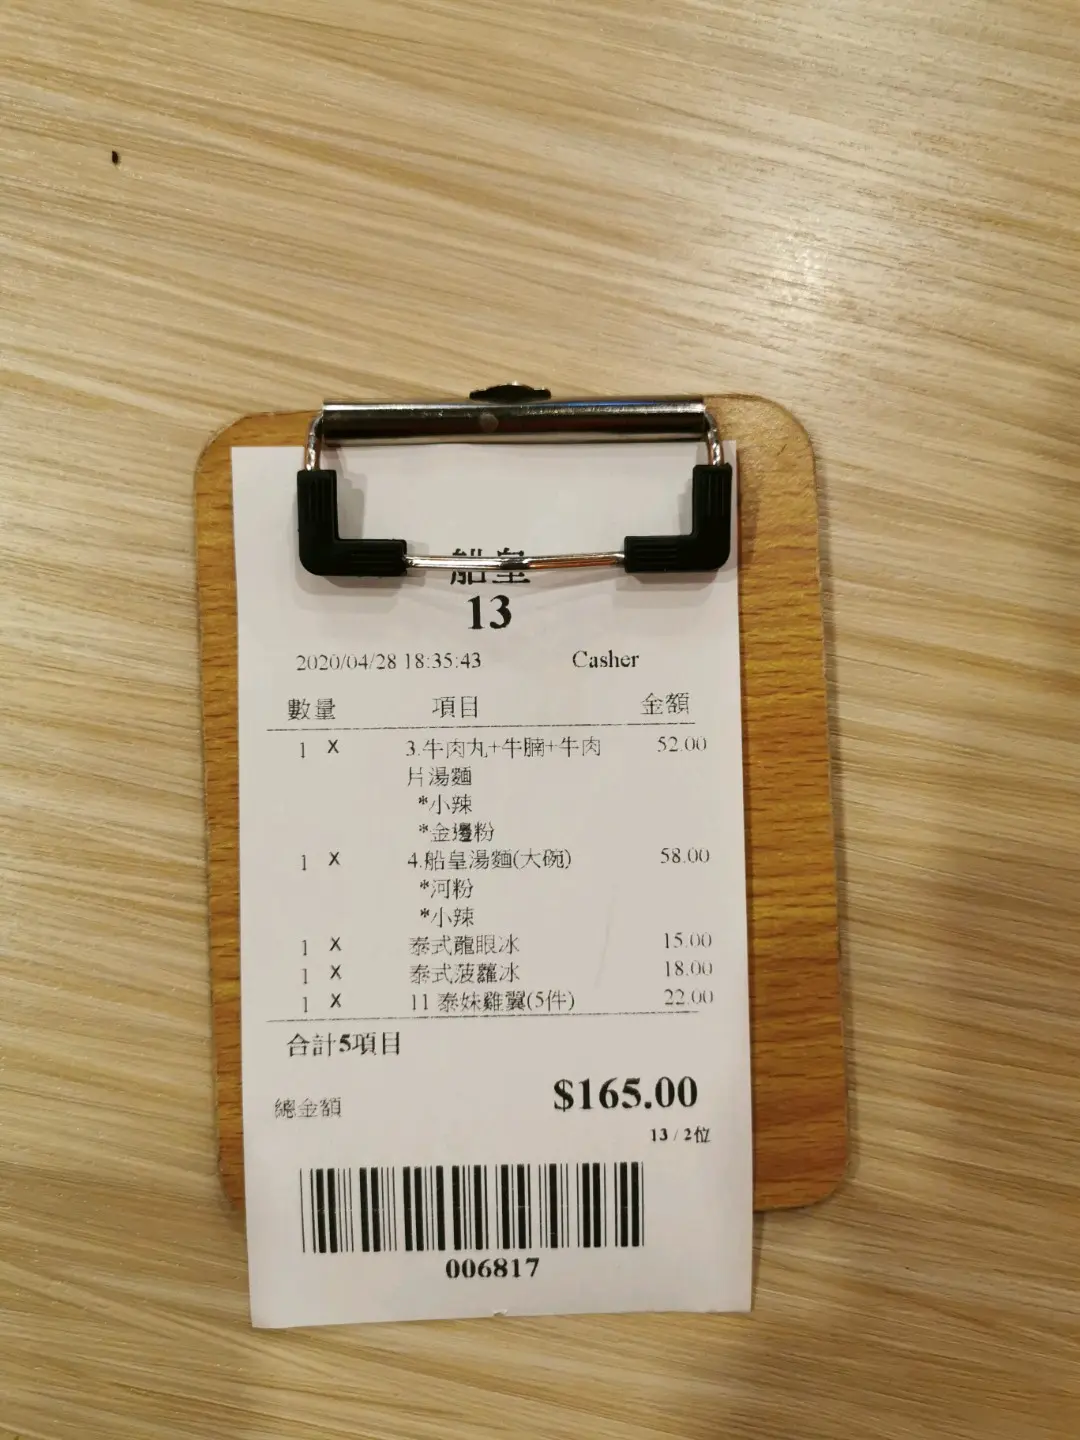 船皇
13
2020/04/28 18:35:43 Casher
數量 項目 金額
1 X 3.牛肉丸+牛腩+牛肉 52.00
片湯麵
*小辣
*金邊粉
1 X 4.船皇湯麵(大碗) 58.00
*河粉
*小辣
1 X 泰式龍眼冰 15.00
1 X 泰式菠蘿冰 18.00
1 X 11 泰妹雞翼(5件) 22.00
合計5項目
總金額 $165.00
13 / 2位
006817